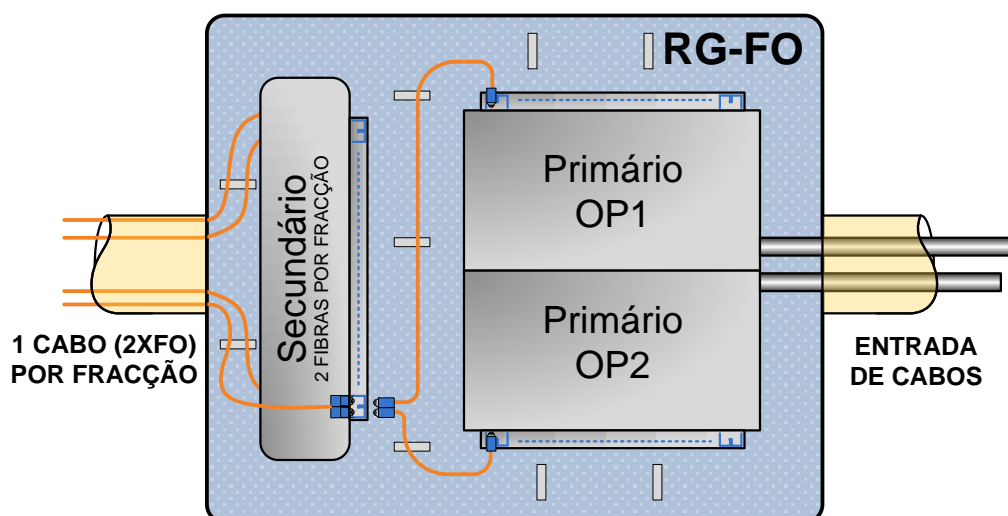 RG-FO
Primário
OP1
Secundário
2 FIBRAS POR FRACÇÃO
Primário
OP2
1 CABO (2XFO)
POR FRACÇÃO
ENTRADA
DE CABOS